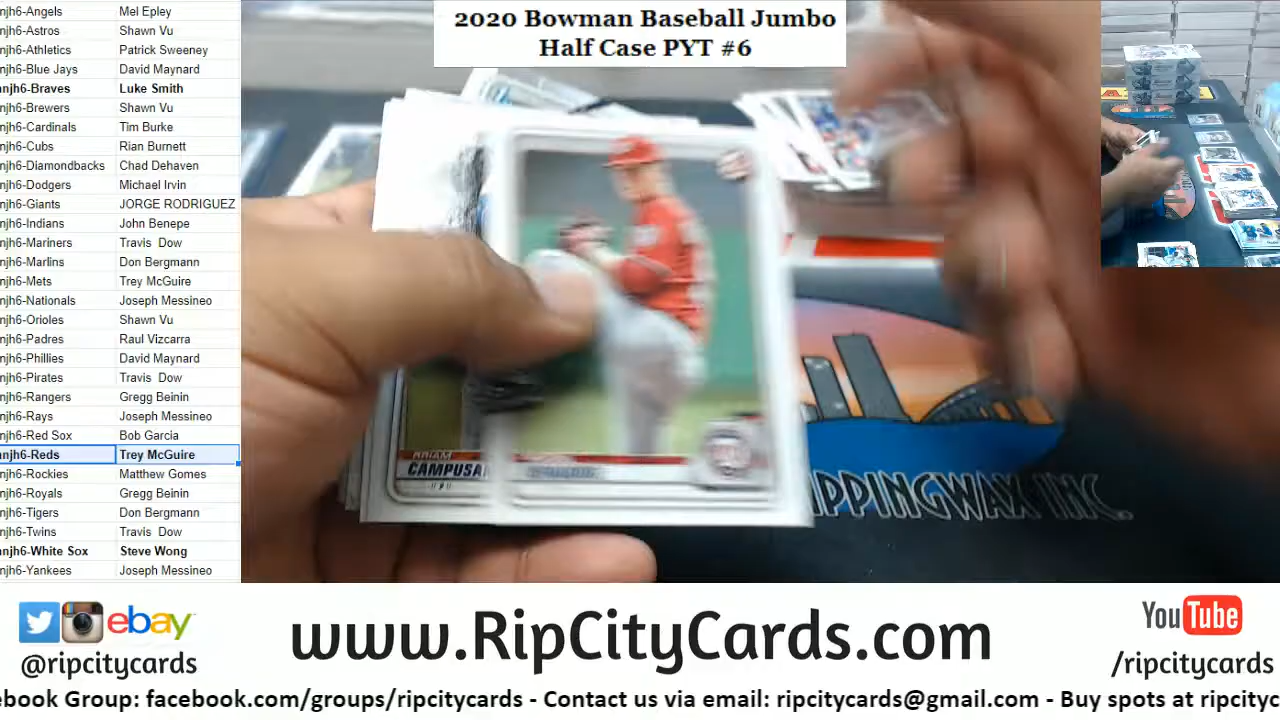 2020 Bowman Baseball Jumbo
Half Case PYT #6
njh6-Angels Mel Epley
njh6-Astros Shawn Vu
njh6-Athletics Patrick Sweeney
njh6-Blue Jays David Maynard
njh6-Braves Luke Smith
njh6-Brewers Shawn Vu
njh6-Cardinals Tim Burke
njh6-Cubs Rian Burnett
njh6-Diamondbacks Chad Dehaven
njh6-Dodgers Michael Irvin
njh6-Giants JORGE RODRIGUEZ
njh6-Indians John Benepe
njh6-Mariners Travis Dow
njh6-Marlins Don Bergmann
njh6-Mets Trey McGuire
njh6-Nationals Joseph Messineo
njh6-Orioles Shawn Vu
njh6-Padres Raul Vizcarra
njh6-Phillies David Maynard
njh6-Pirates Travis Dow
njh6-Rangers Gregg Beinin
njh6-Rays Joseph Messineo
njh6-Red Sox Bob Garcia
njh6-Reds Trey McGuire
njh6-Rockies Matthew Gomes
njh6-Royals Gregg Beinin
njh6-Tigers Don Bergmann
njh6-Twins Travis Dow
njh6-White Sox Steve Wong
njh6-Yankees Joseph Messineo
CAMPUSA
IPPINGWAX INC.
ebay
@ripcitycards
www.RipCityCards.com
YouTube
/ripcitycards
ebook Group: facebook.com/groups/ripcitycards - Contact us via email: ripcitycards@gmail.com - Buy spots at ripcityc